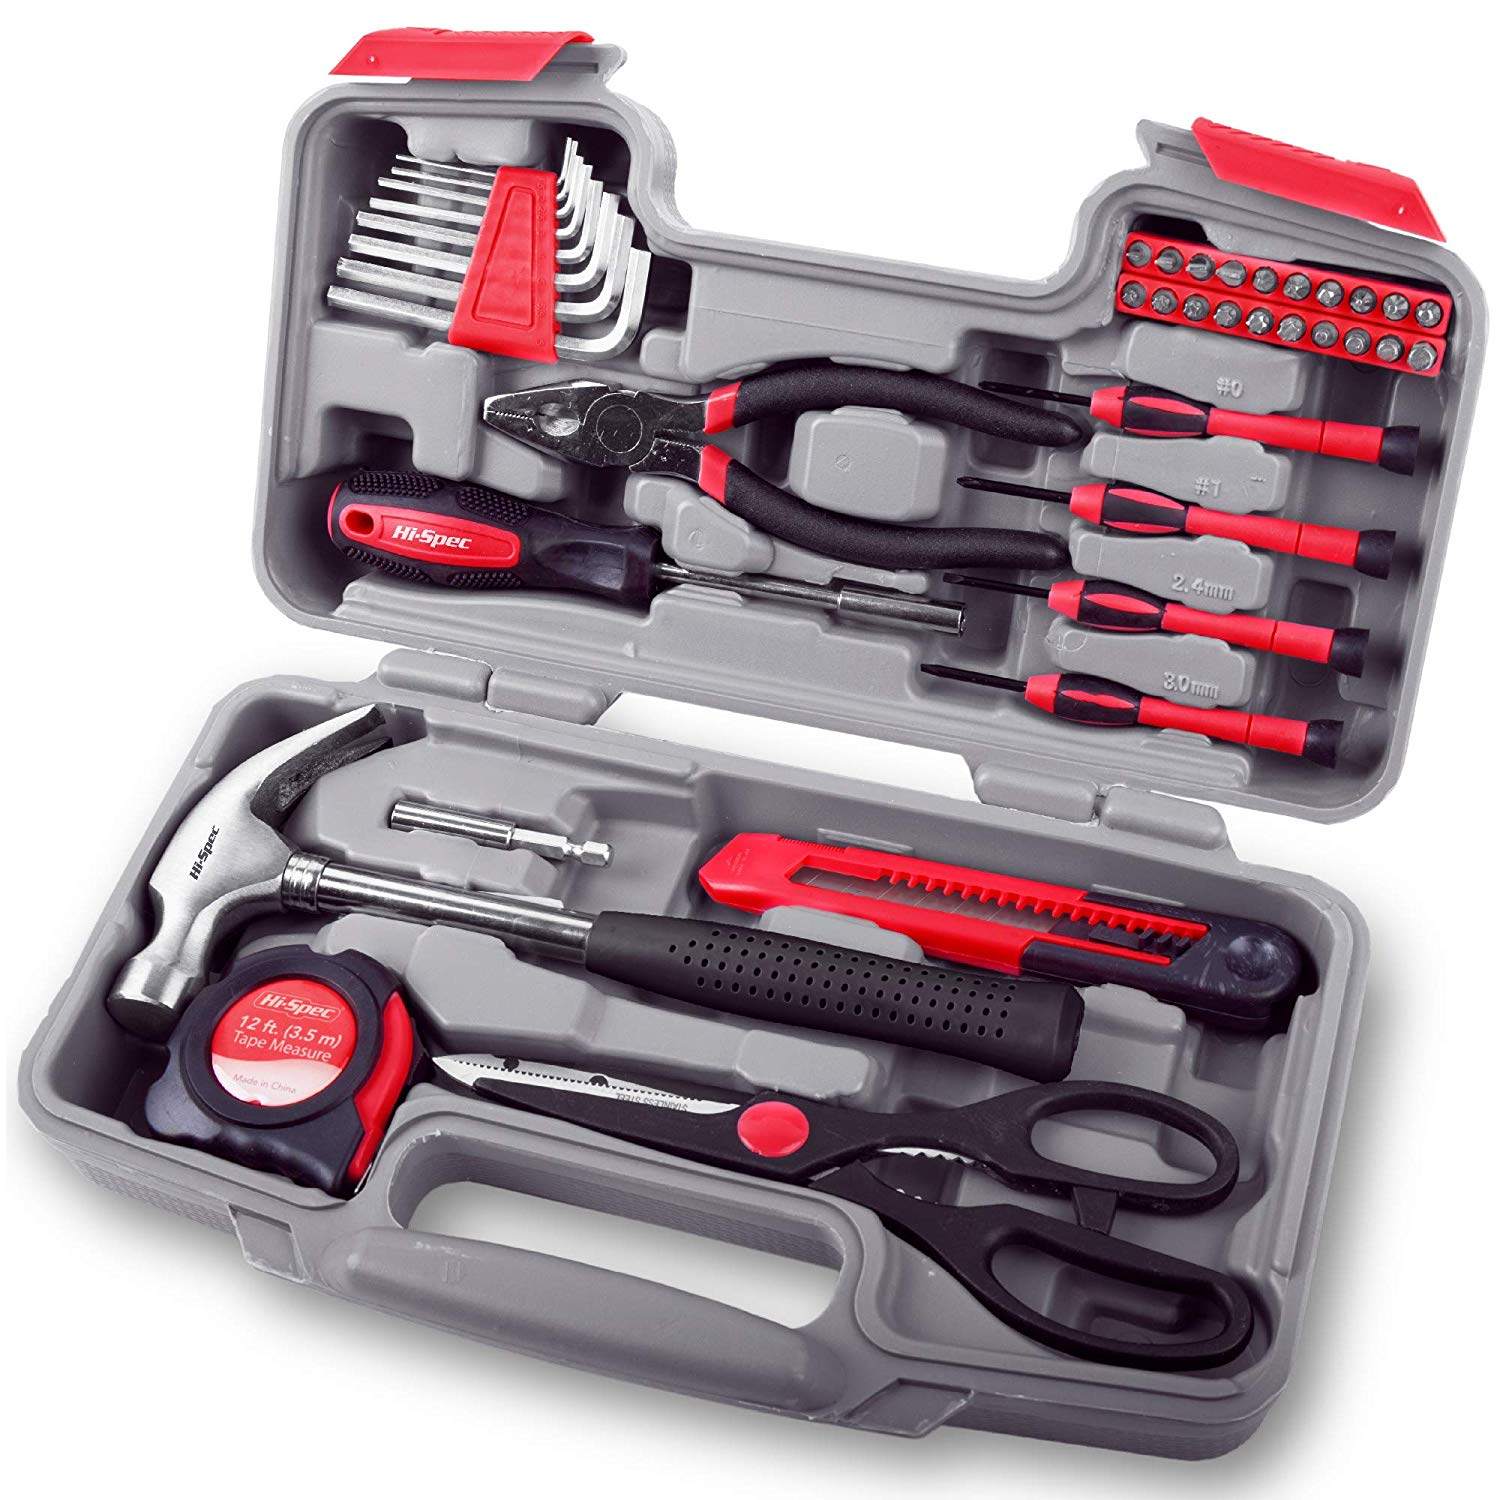 #0
#1
Hi-Spec
2.4mm
3.0mm
Hi-Spec
Hi-Spec
12 ft. (3.5 m)
Tape Measure
Made in China
STAINLESS STEEL